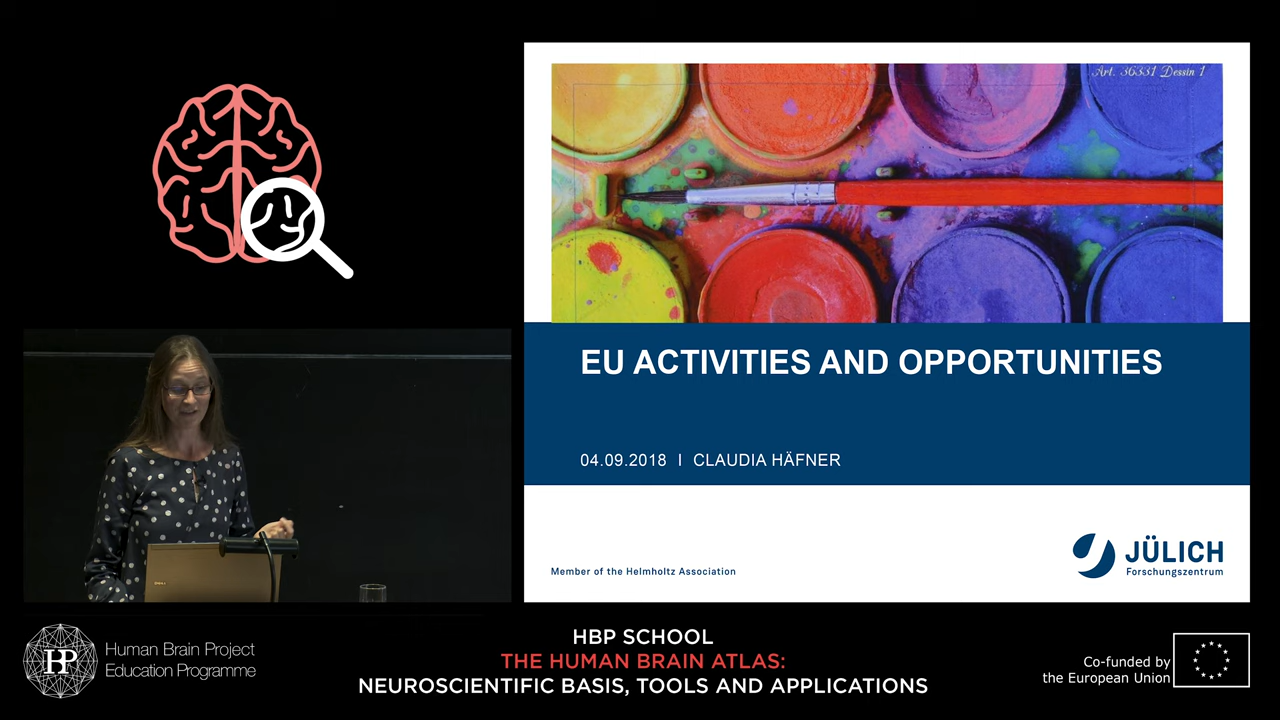 Art. 36331 Dessin 1
EU ACTIVITIES AND OPPORTUNITIES
04.09.2018 I CLAUDIA HÄFNER
Member of the Helmholtz Association
JÜLICH
Forschungszentrum
DELL
HP
Human Brain Project
Education Programme
HBP SCHOOL
THE HUMAN BRAIN ATLAS:
NEUROSCIENTIFIC BASIS, TOOLS AND APPLICATIONS
Co-funded by
the European Union